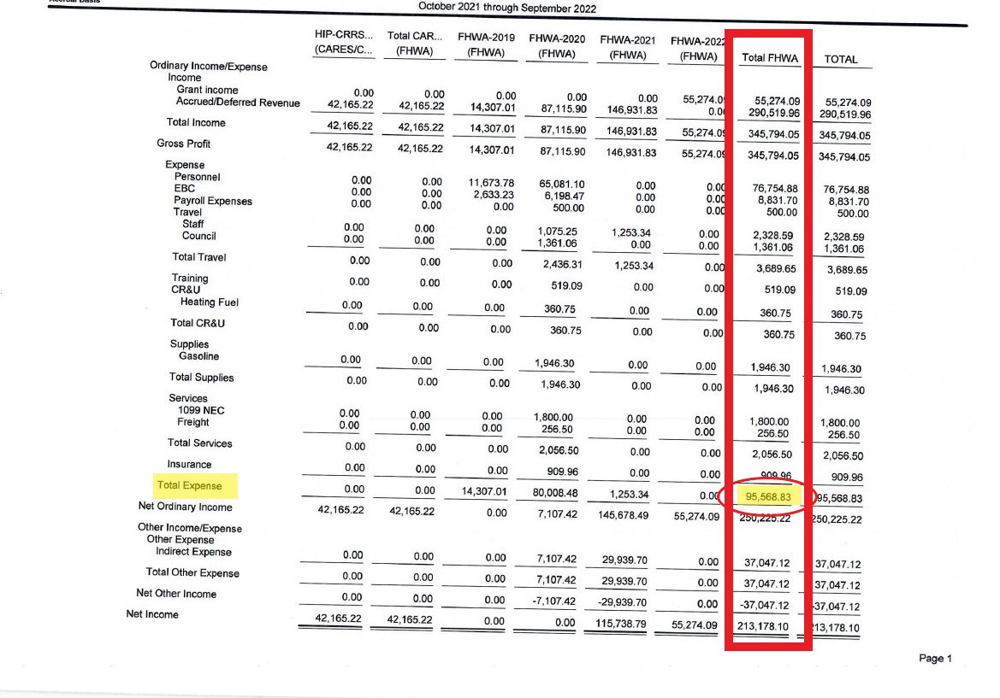 Accrual Basis
October 2021 through September 2022
HIP-CRRS... Total CAR... FHWA-2019 FHWA-2020 FHWA-2021 FHWA-2022
(CARES/C... (FHWA) (FHWA) (FHWA) (FHWA) (FHWA) Total FHWA TOTAL
Ordinary Income/Expense
Income
Grant income 0.00 0.00 0.00 0.00 0.00 55,274.09 55,274.09 55,274.09
Accrued/Deferred Revenue 42,165.22 42,165.22 14,307.01 87,115.90 146,931.83 0.00 290,519.96 290,519.96
Total Income 42,165.22 42,165.22 14,307.01 87,115.90 146,931.83 55,274.09 345,794.05 345,794.05
Gross Profit 42,165.22 42,165.22 14,307.01 87,115.90 146,931.83 55,274.09 345,794.05 345,794.05
Expense
Personnel 0.00 0.00 11,673.78 65,081.10 0.00 0.00 76,754.88 76,754.88
EBC 0.00 0.00 2,633.23 6,198.47 0.00 0.00 8,831.70 8,831.70
Payroll Expenses 0.00 0.00 0.00 500.00 0.00 0.00 500.00 500.00
Travel
Staff 0.00 0.00 0.00 1,075.25 1,253.34 0.00 2,328.59 2,328.59
Council 0.00 0.00 0.00 1,361.06 0.00 0.00 1,361.06 1,361.06
Total Travel 0.00 0.00 0.00 2,436.31 1,253.34 0.00 3,689.65 3,689.65
Training 0.00 0.00 0.00 519.09 0.00 0.00 519.09 519.09
CR&U
Heating Fuel 0.00 0.00 0.00 360.75 0.00 0.00 360.75 360.75
Total CR&U 0.00 0.00 0.00 360.75 0.00 0.00 360.75 360.75
Supplies
Gasoline 0.00 0.00 0.00 1,946.30 0.00 0.00 1,946.30 1,946.30
Total Supplies 0.00 0.00 0.00 1,946.30 0.00 0.00 1,946.30 1,946.30
Services
1099 NEC 0.00 0.00 0.00 1,800.00 0.00 0.00 1,800.00 1,800.00
Freight 0.00 0.00 0.00 256.50 0.00 0.00 256.50 256.50
Total Services 0.00 0.00 0.00 2,056.50 0.00 0.00 2,056.50 2,056.50
Insurance 0.00 0.00 0.00 909.96 0.00 0.00 909.96 909.96
Total Expense 0.00 0.00 14,307.01 80,008.48 1,253.34 0.00 95,568.83 95,568.83
Net Ordinary Income 42,165.22 42,165.22 0.00 7,107.42 145,678.49 55,274.09 250,225.22 250,225.22
Other Income/Expense
Other Expense
Indirect Expense 0.00 0.00 0.00 7,107.42 29,939.70 0.00 37,047.12 37,047.12
Total Other Expense 0.00 0.00 0.00 7,107.42 29,939.70 0.00 37,047.12 37,047.12
Net Other Income 0.00 0.00 0.00 -7,107.42 -29,939.70 0.00 -37,047.12 -37,047.12
Net Income 42,165.22 42,165.22 0.00 0.00 115,738.79 55,274.09 213,178.10 213,178.10
Page 1